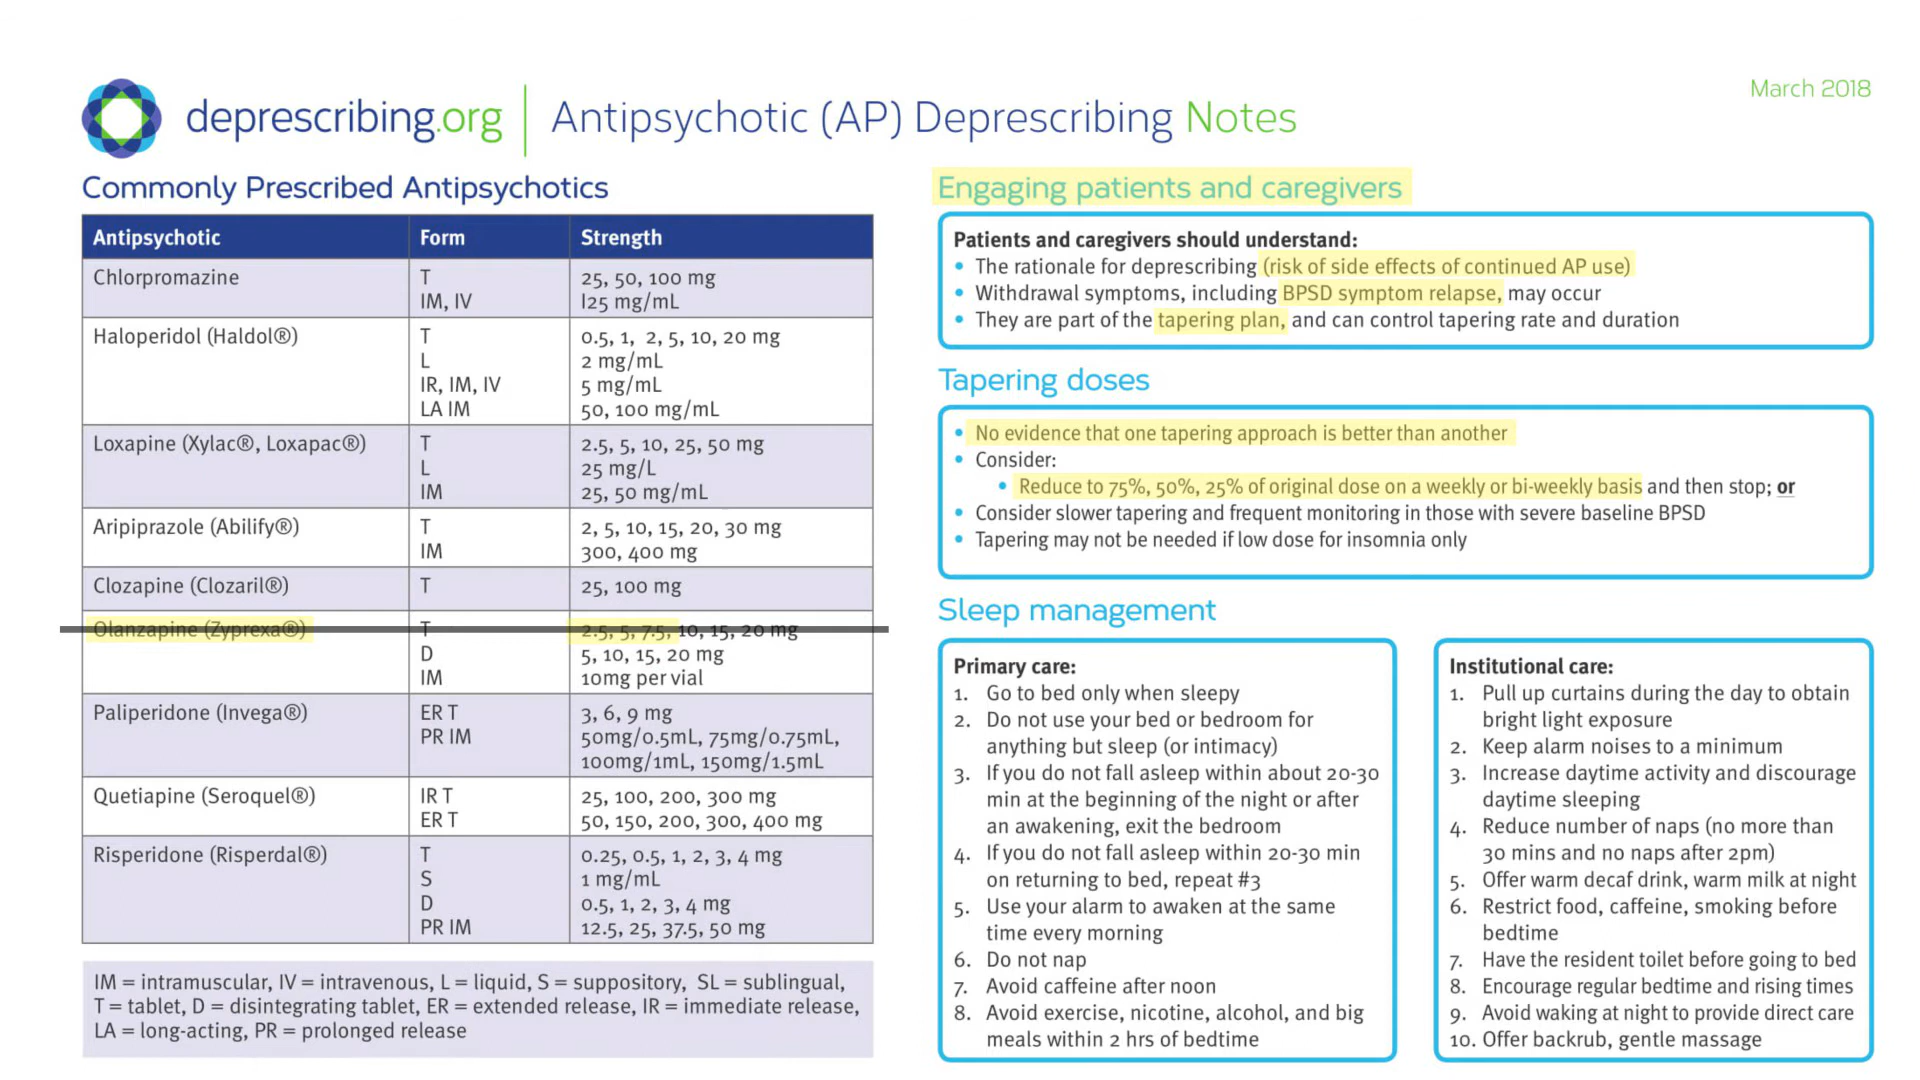 deprescribing.org
Antipsychotic (AP) Deprescribing Notes
March 2018
Commonly Prescribed Antipsychotics
Antipsychotic Form Strength
Chlorpromazine T 25, 50, 100 mg
IM, IV l25 mg/mL
Haloperidol (Haldol®) T 0.5, 1, 2, 5, 10, 20 mg
L 2 mg/mL
IR, IM, IV 5 mg/mL
LA IM 50, 100 mg/mL
Loxapine (Xylac®, Loxapac®) T 2.5, 5, 10, 25, 50 mg
L 25 mg/L
IM 25, 50 mg/mL
Aripiprazole (Abilify®) T 2, 5, 10, 15, 20, 30 mg
IM 300, 400 mg
Clozapine (Clozaril®) T 25, 100 mg
Olanzapine (Zyprexa®) T 2.5, 5, 7.5, 10, 15, 20 mg
D 5, 10, 15, 20 mg
IM 10mg per vial
Paliperidone (Invega®) ER T 3, 6, 9 mg
PR IM 50mg/0.5mL, 75mg/0.75mL,
100mg/1mL, 150mg/1.5mL
Quetiapine (Seroquel®) IR T 25, 100, 200, 300 mg
ER T 50, 150, 200, 300, 400 mg
Risperidone (Risperdal®) T 0.25, 0.5, 1, 2, 3, 4 mg
S 1 mg/mL
D 0.5, 1, 2, 3, 4 mg
PR IM 12.5, 25, 37.5, 50 mg
IM = intramuscular, IV = intravenous, L = liquid, S = suppository, SL = sublingual,
T = tablet, D = disintegrating tablet, ER = extended release, IR = immediate release,
LA = long-acting, PR = prolonged release
Engaging patients and caregivers
Patients and caregivers should understand:
• The rationale for deprescribing (risk of side effects of continued AP use)
• Withdrawal symptoms, including BPSD symptom relapse, may occur
• They are part of the tapering plan, and can control tapering rate and duration
Tapering doses
• No evidence that one tapering approach is better than another
• Consider:
• Reduce to 75%, 50%, 25% of original dose on a weekly or bi-weekly basis and then stop; or
• Consider slower tapering and frequent monitoring in those with severe baseline BPSD
• Tapering may not be needed if low dose for insomnia only
Sleep management
Primary care:
1. Go to bed only when sleepy
2. Do not use your bed or bedroom for
anything but sleep (or intimacy)
3. If you do not fall asleep within about 20-30
min at the beginning of the night or after
an awakening, exit the bedroom
4. If you do not fall asleep within 20-30 min
on returning to bed, repeat #3
5. Use your alarm to awaken at the same
time every morning
6. Do not nap
7. Avoid caffeine after noon
8. Avoid exercise, nicotine, alcohol, and big
meals within 2 hrs of bedtime
Institutional care:
1. Pull up curtains during the day to obtain
bright light exposure
2. Keep alarm noises to a minimum
3. Increase daytime activity and discourage
daytime sleeping
4. Reduce number of naps (no more than
30 mins and no naps after 2pm)
5. Offer warm decaf drink, warm milk at night
6. Restrict food, caffeine, smoking before
bedtime
7. Have the resident toilet before going to bed
8. Encourage regular bedtime and rising times
9. Avoid waking at night to provide direct care
10. Offer backrub, gentle massage